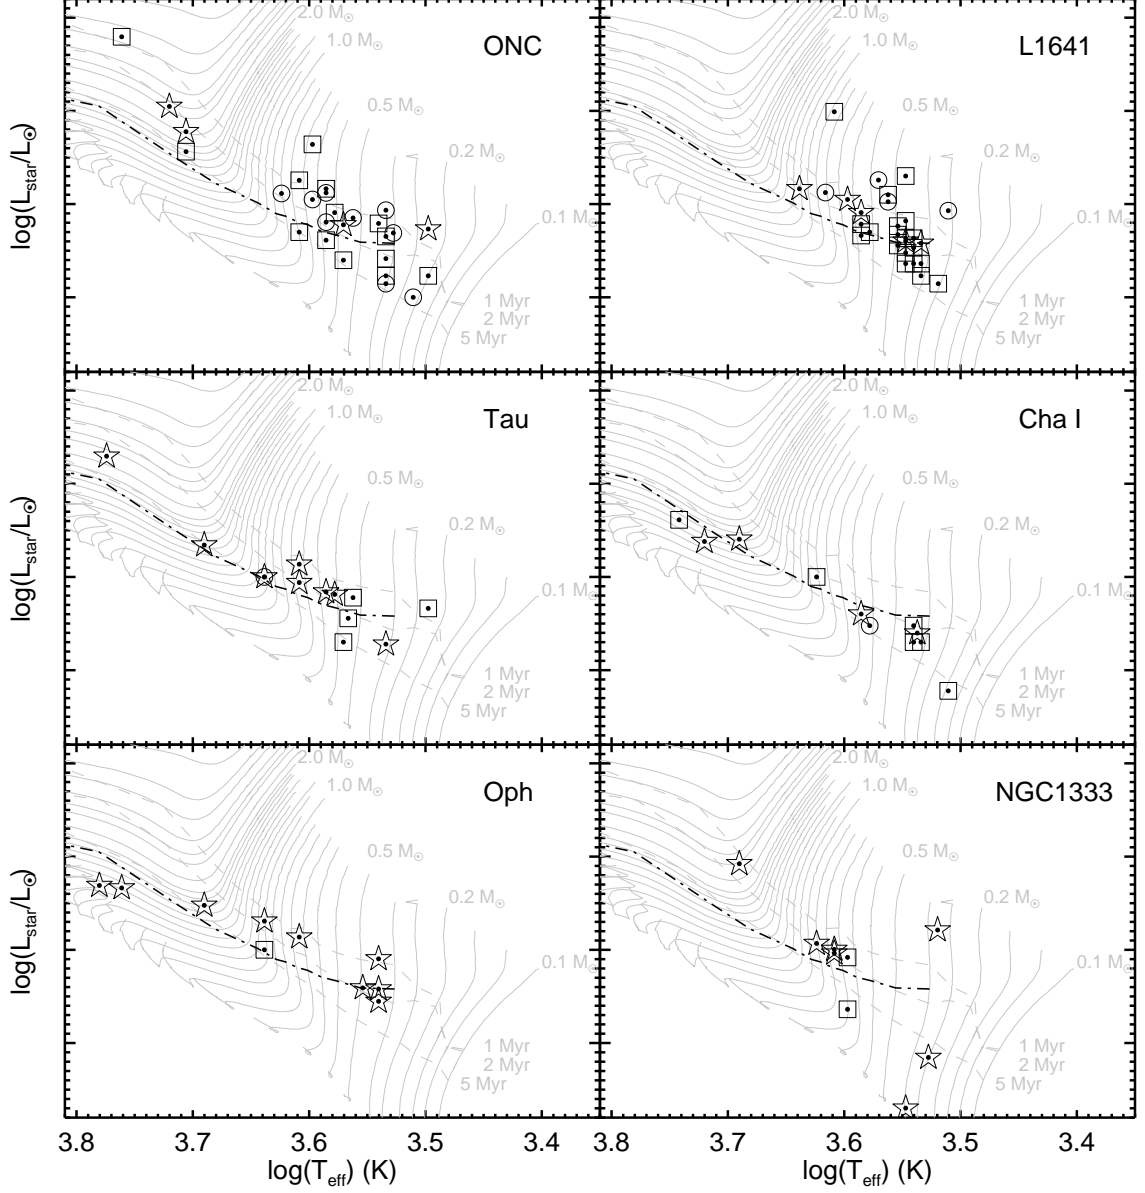 2.0 M☉
1.0 M☉
ONC
0.5 M☉
0.2 M☉
0.1 M☉
1 Myr
2 Myr
5 Myr
log(Lstar/L☉)
2.0 M☉
1.0 M☉
L1641
0.5 M☉
0.2 M☉
0.1 M
1 Myr
2 Myr
5 Myr
2.0 M☉
1.0 M☉
Tau
0.5 M☉
0.2 M☉
0.1 M☉
1 Myr
2 Myr
5 Myr
log(Lstar/L☉)
2.0 M☉
1.0 M☉
Cha I
0.5 M☉
0.2 M☉
0.1 M
1 Myr
2 Myr
5 Myr
2.0 M☉
1.0 M☉
Oph
0.5 M☉
0.2 M☉
0.1 M☉
1 Myr
2 Myr
5 Myr
log(Lstar/L☉)
2.0 M☉
1.0 M☉
NGC1333
0.5 M☉
0.2 M☉
0.1 M
1 Myr
2 Myr
5 Myr
3.8 3.7 3.6 3.5 3.4
log(Teff) (K)
3.8 3.7 3.6 3.5 3.4
log(Teff) (K)